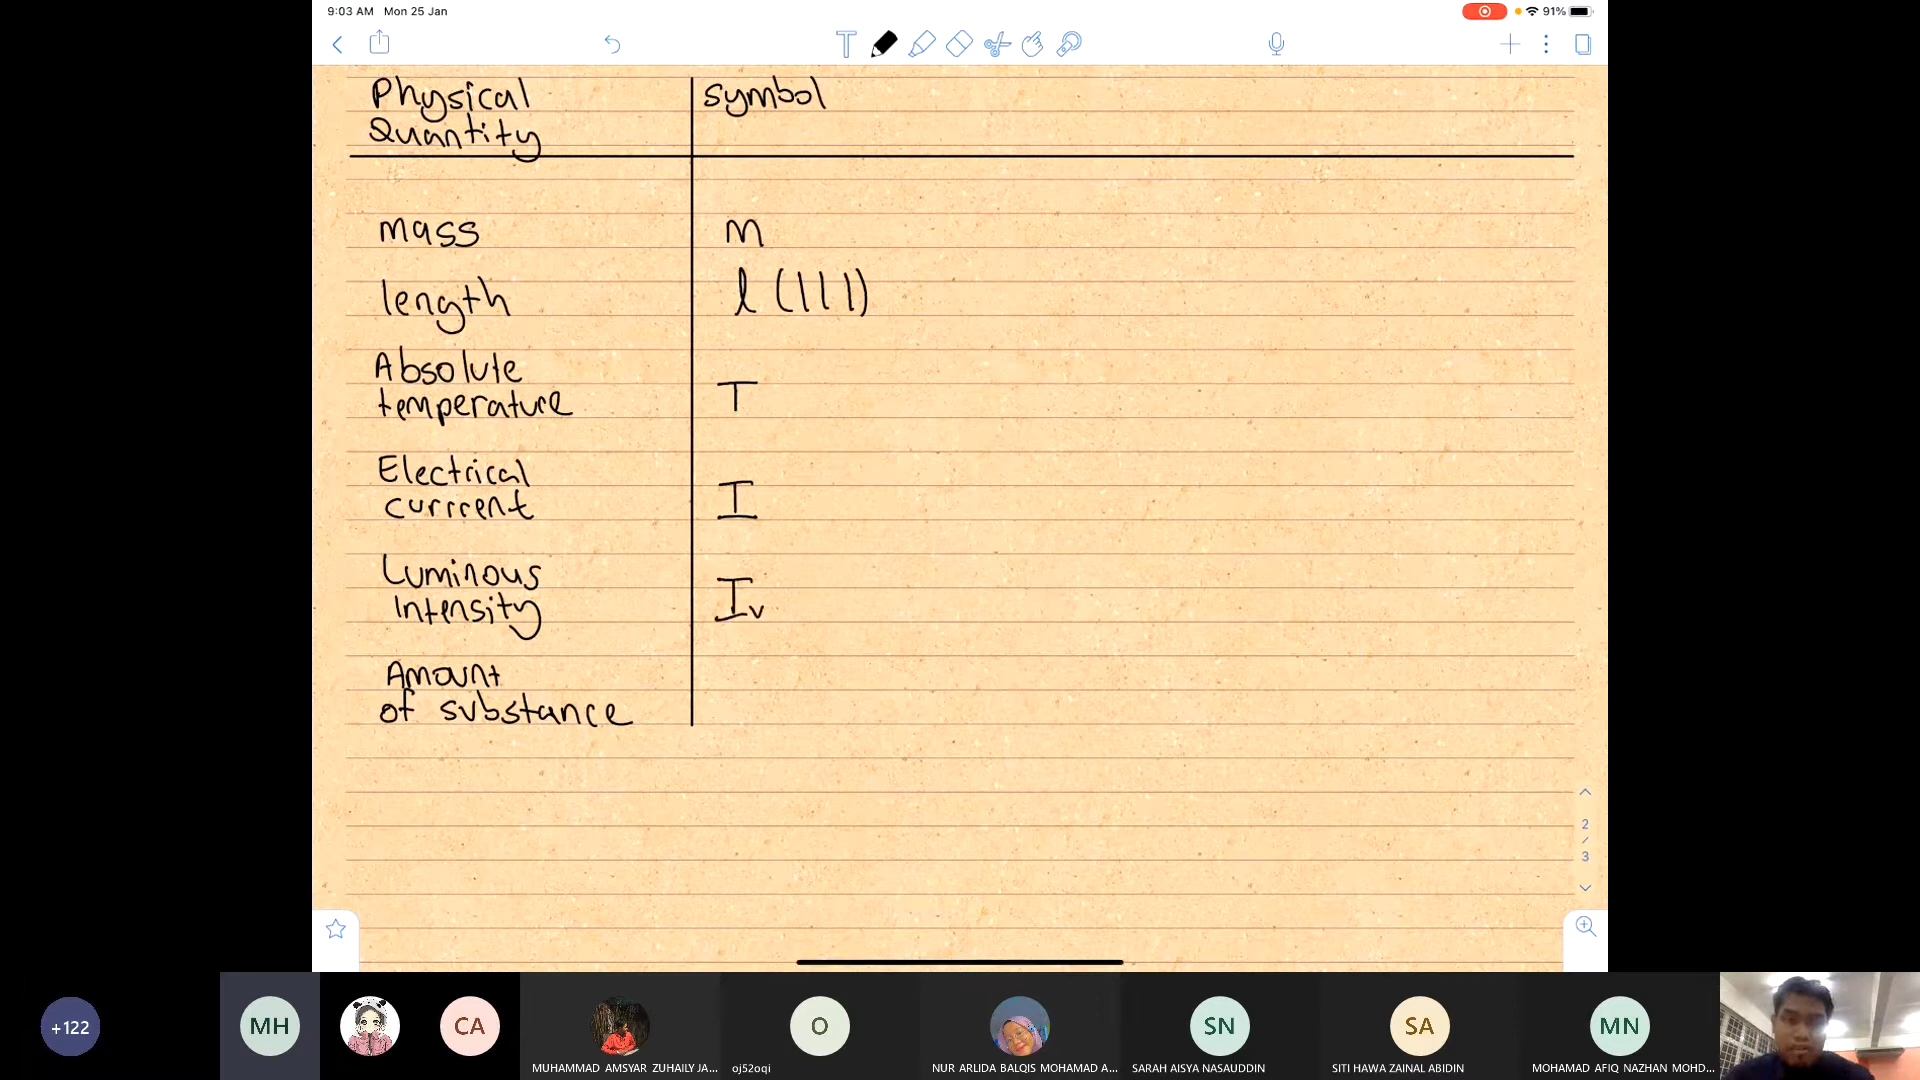 9:03 AM Mon 25 Jan
91%
Physical symbol
Quantity
mass m
length l (lll)
Absolute
temperature T
Electrical
currrent I
Luminous
Intensity Iv
Amount
of substance
2
/
3
+122
MH
CA
O
SN
SA
MN
MUHAMMAD AMSYAR ZUHAILY JA...
oj52oqi
NUR ARLIDA BALQIS MOHAMAD A...
SARAH AISYA NASAUDDIN
SITI HAWA ZAINAL ABIDIN
MOHAMAD AFIQ NAZHAN MOHD...